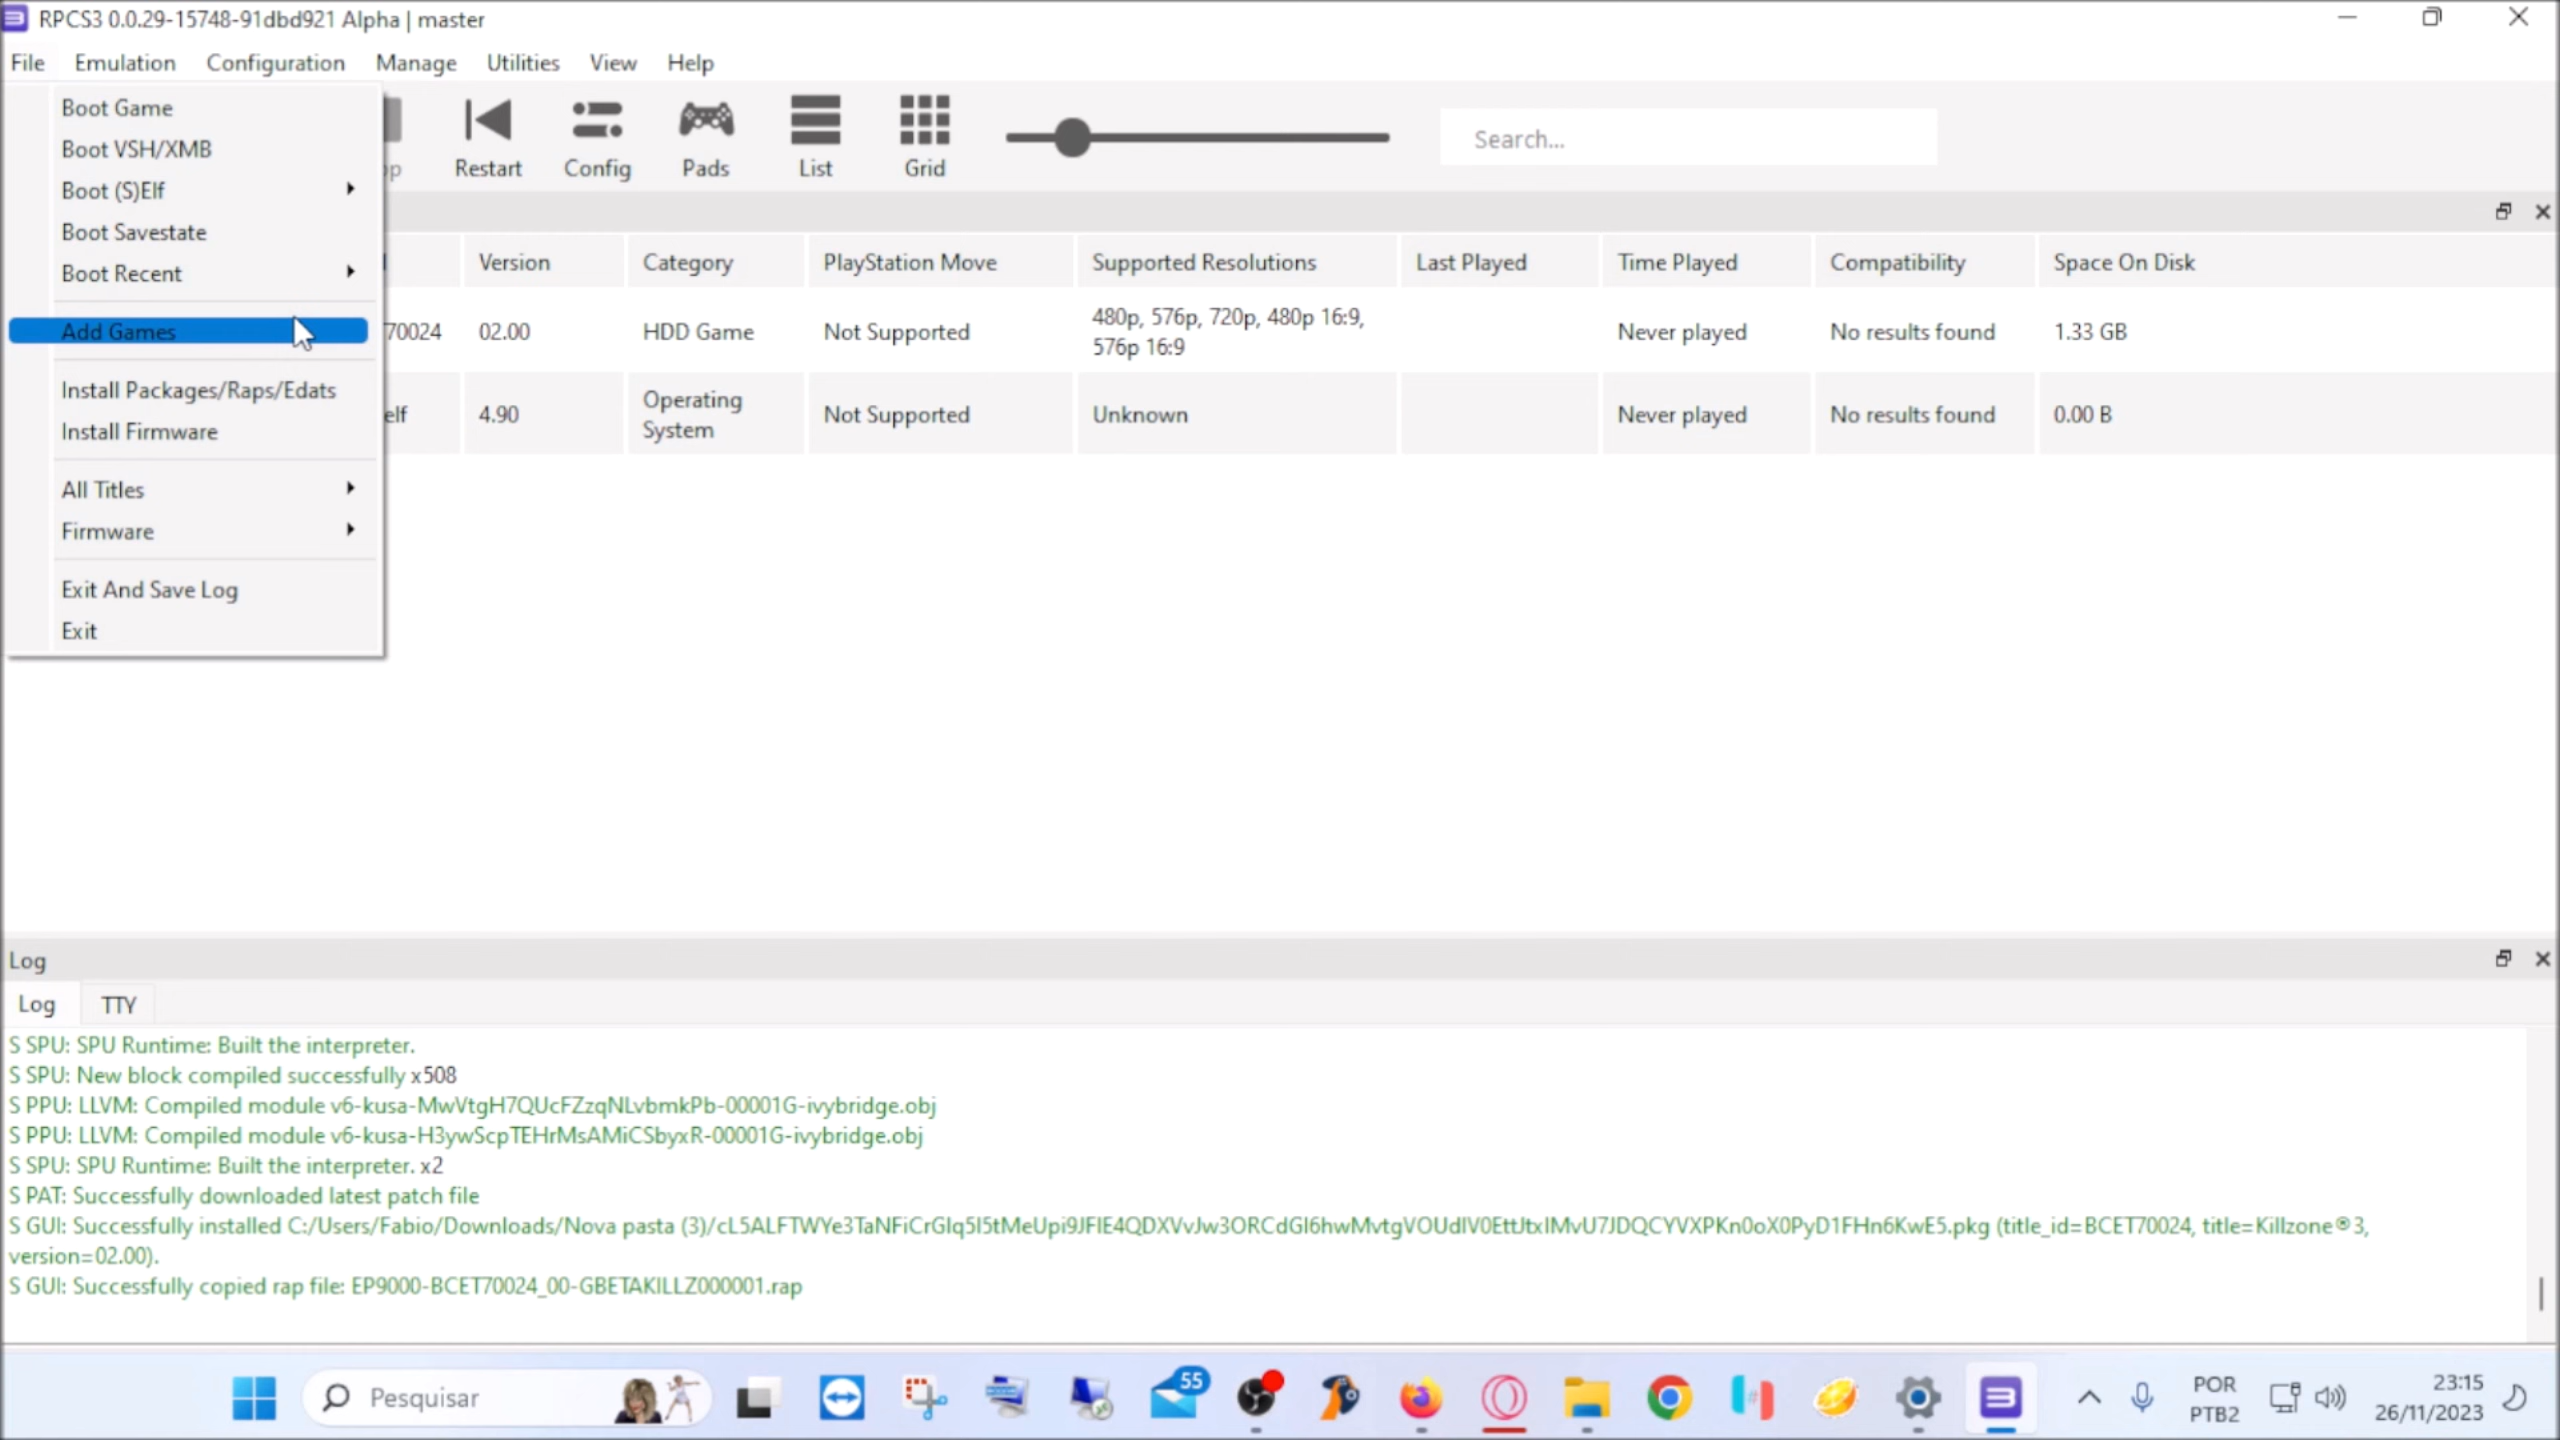 RPCS3 0.0.29-15748-91dbd921 Alpha | master
File Emulation Configuration Manage Utilities View Help
Boot Game
Boot VSH/XMB
Boot (S)Elf
Boot Savestate
Boot Recent
Add Games
Install Packages/Raps/Edats
Install Firmware
All Titles
Firmware
Exit And Save Log
Exit
Restart Config Pads List Grid
Search...
Version Category PlayStation Move Supported Resolutions Last Played Time Played Compatibility Space On Disk
70024 02.00 HDD Game Not Supported 480p, 576p, 720p, 480p 16:9, 576p 16:9 Never played No results found 1.33 GB
elf 4.90 Operating System Not Supported Unknown Never played No results found 0.00 B
Log
Log TTY
S SPU: SPU Runtime: Built the interpreter.
S SPU: New block compiled successfully x508
S PPU: LLVM: Compiled module v6-kusa-MwVtgH7QUcFZzqNLvbmkPb-00001G-ivybridge.obj
S PPU: LLVM: Compiled module v6-kusa-H3ywScpTEHrMsAMiCSbyxR-00001G-ivybridge.obj
S SPU: SPU Runtime: Built the interpreter. x2
S PAT: Successfully downloaded latest patch file
S GUI: Successfully installed C:/Users/Fabio/Downloads/Nova pasta (3)/cL5ALFTWYe3TaNFiCrGlq5I5tMeUpi9JFIE4QDXVvJw3ORCdGI6hwMvtgVOUdIV0EttJtxIMvU7JDQCYVXPKn0oX0PyD1FHn6KwE5.pkg (title_id=BCET70024, title=Killzone®3,
version=02.00).
S GUI: Successfully copied rap file: EP9000-BCET70024_00-GBETAKILLZ000001.rap
Pesquisar
55
POR
PTB2
23:15
26/11/2023